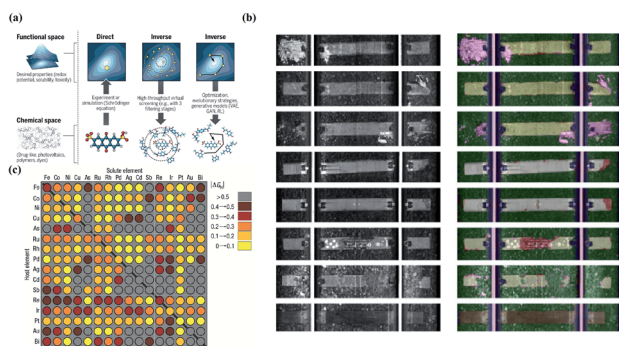 (a)
Functional space
Desired properties (redox
potential, solubility, toxicity)
Direct
Inverse
Inverse
Experiment or
simulation (Schrödinger
equation)
High-throughput virtual
screening (e.g., with 3
filtering stages)
Optimization,
evolutionary strategies,
generative models (VAE,
GAN, RL)
Chemical space
(Drug-like, photovoltaics,
polymers, dyes)
(b)
(c)
Solute element
Fe Co Ni Cu As Ru Rh Pd Ag Cd Sb Re Ir Pt Au Bi
Host element
Fe
Co
Ni
Cu
As
Ru
Rh
Pd
Ag
Cd
Sb
Re
Ir
Pt
Au
Bi
>0.5
0.4→0.5
0.3→0.4
0.2→0.3
0.1→0.2
0→0.1